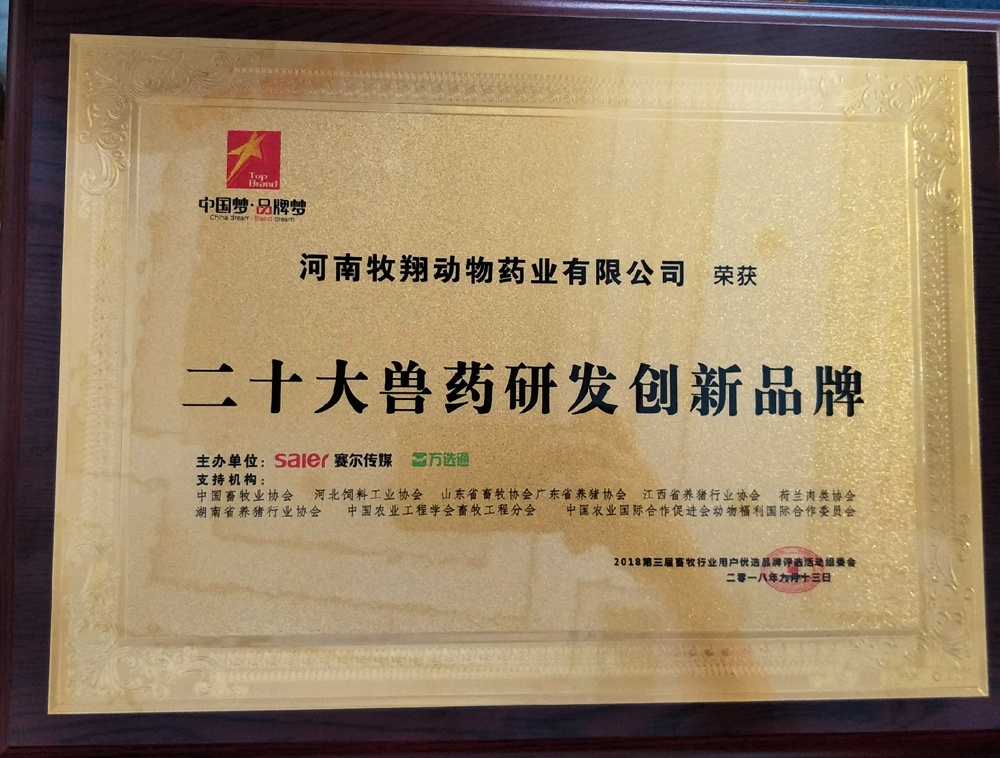 Top
Brand
中国梦·品牌梦
China dream · Brand dream
河南牧翔动物药业有限公司 荣获
二十大兽药研发创新品牌
主办单位：saier 赛尔传媒 万选通
支持机构：
中国畜牧业协会 河北饲料工业协会 山东省畜牧协会广东省养猪协会 江西省养猪行业协会 荷兰肉类协会
湖南省养猪行业协会 中国农业工程学会畜牧工程分会 中国农业国际合作促进会动物福利国际合作委员会
2018第三届畜牧行业用户优选品牌评选活动组委会
二零一八年九月十三日